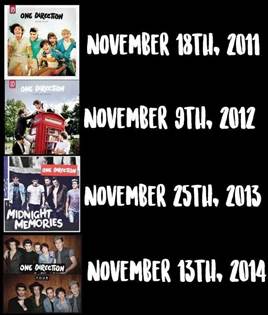 ONE DIRECTION
NOVEMBER 18TH, 2011
ONE DIRECTION
NOVEMBER 9TH, 2012
ONE DIRECTION
MIDNIGHT
MEMORIES
NOVEMBER 25TH, 2013
ONE DIRECTION
FOUR
NOVEMBER 13TH, 2014